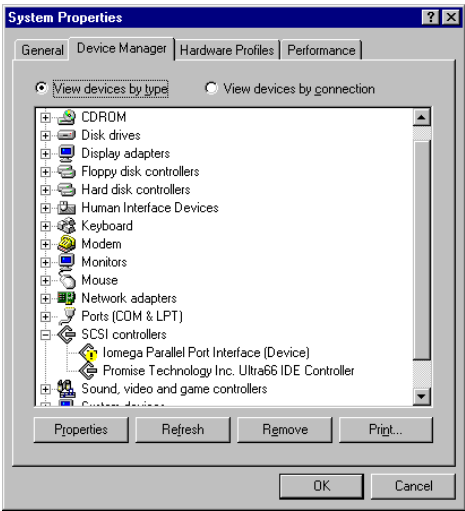 System Properties
General Device Manager Hardware Profiles Performance
View devices by type View devices by connection
CDROM
Disk drives
Display adapters
Floppy disk controllers
Hard disk controllers
Human Interface Devices
Keyboard
Modem
Monitors
Mouse
Network adapters
Ports (COM & LPT)
SCSI controllers
Iomega Parallel Port Interface (Device)
Promise Technology Inc. Ultra66 IDE Controller
Sound, video and game controllers
System devices
Properties Refresh Remove Print...
OK Cancel